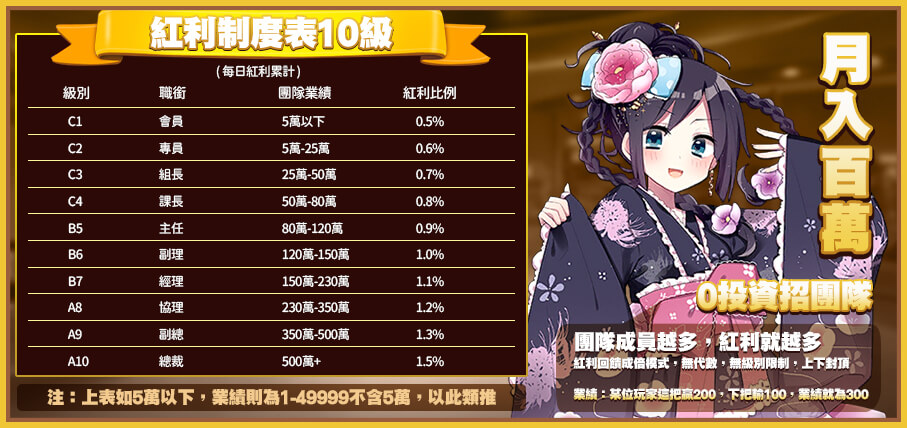 紅利制度表10級
(每日紅利累計)
級別 職銜 團隊業績 紅利比例
C1 會員 5萬以下 0.5%
C2 專員 5萬-25萬 0.6%
C3 組長 25萬-50萬 0.7%
C4 課長 50萬-80萬 0.8%
B5 主任 80萬-120萬 0.9%
B6 副理 120萬-150萬 1.0%
B7 經理 150萬-230萬 1.1%
A8 協理 230萬-350萬 1.2%
A9 副總 350萬-500萬 1.3%
A10 總裁 500萬+ 1.5%
注：上表如5萬以下，業績則為1-49999不含5萬，以此類推
月入百萬
0投資招團隊
團隊成員越多，紅利就越多
紅利回饋成倍模式，無代數，無級別限制，上下封頂
業績：某位玩家這把贏200，下把輸100，業績就為300